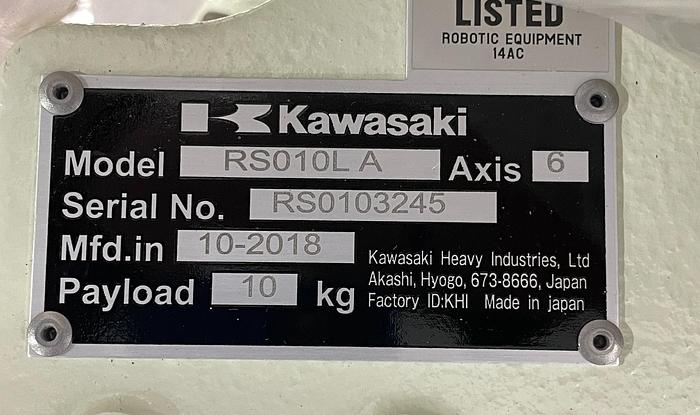 LISTED
ROBOTIC EQUIPMENT
14AC
Kawasaki
Model RS010L A Axis 6
Serial No. RS0103245
Mfd.in 10-2018
Payload 10 kg
Kawasaki Heavy Industries, Ltd
Akashi, Hyogo, 673-8666, Japan
Factory ID:KHI Made in japan